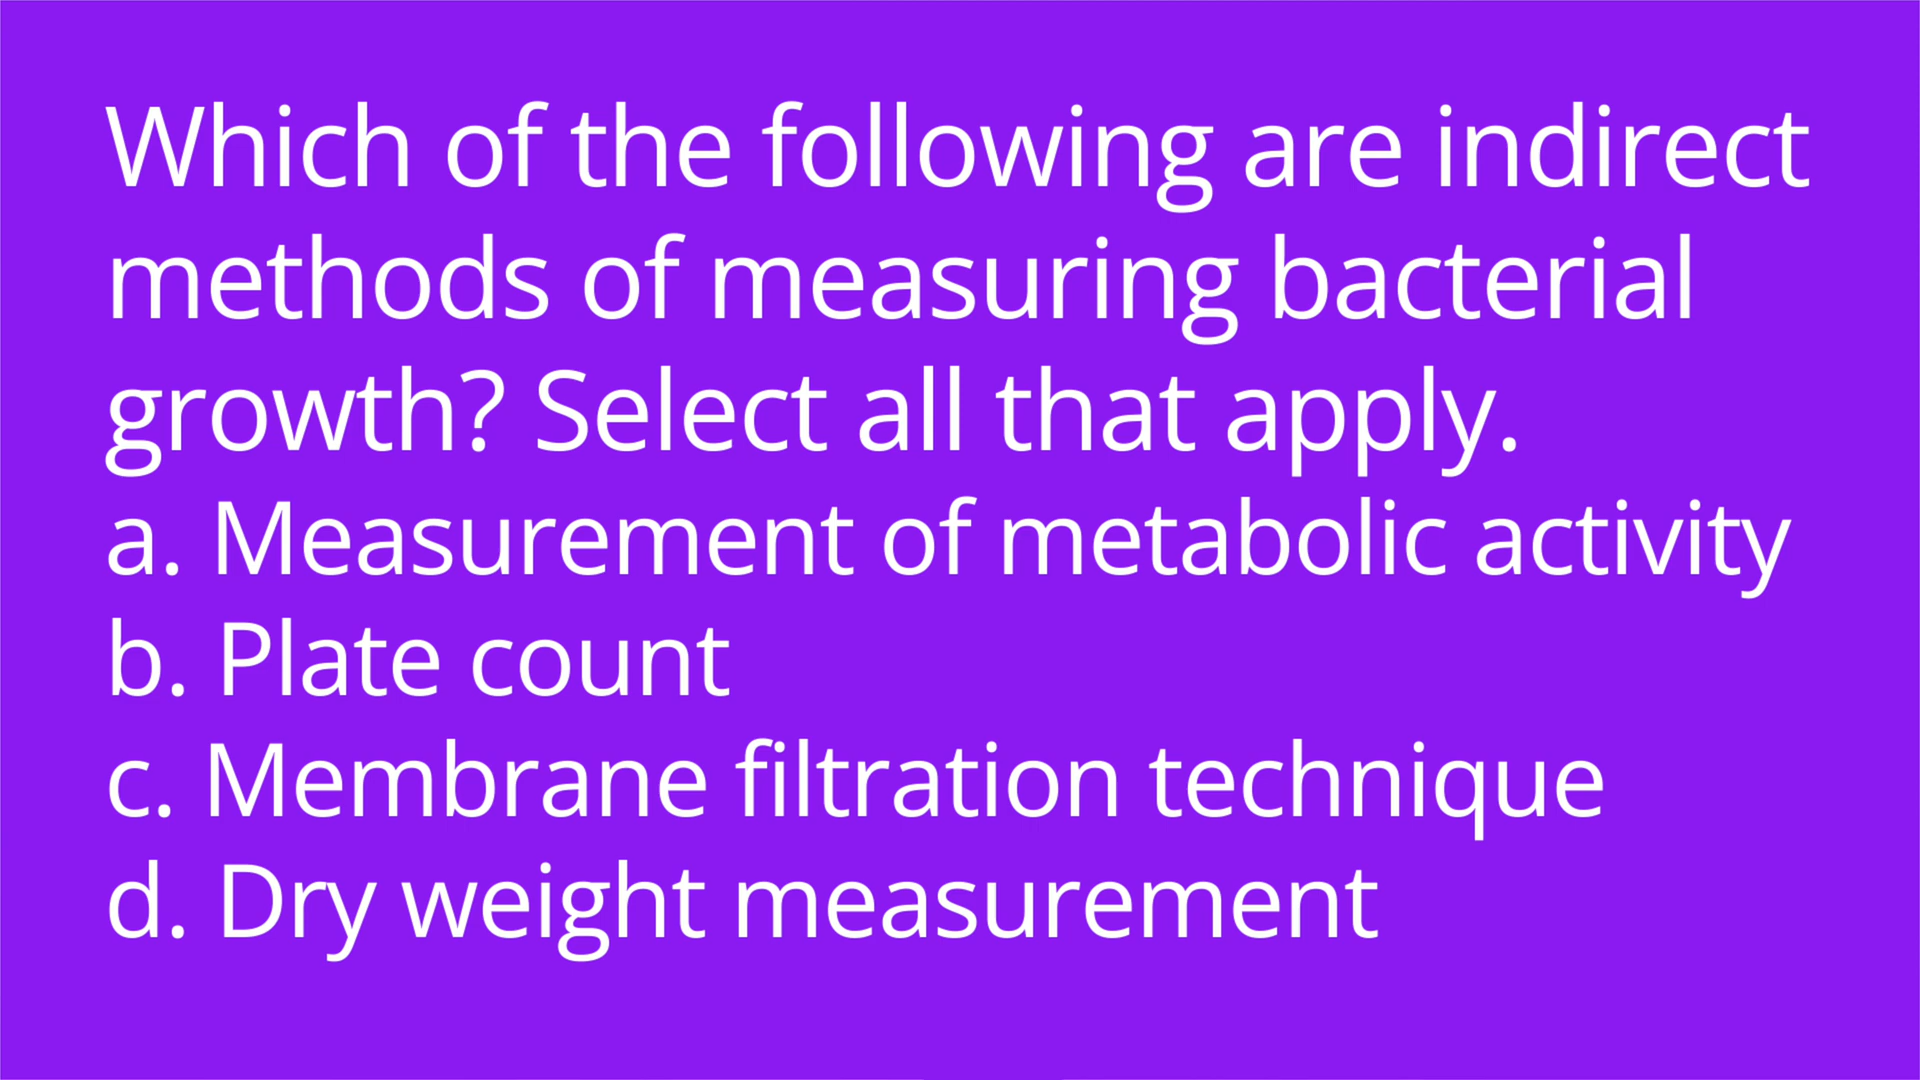 Which of the following are indirect
methods of measuring bacterial
growth? Select all that apply.
a. Measurement of metabolic activity
b. Plate count
c. Membrane filtration technique
d. Dry weight measurement